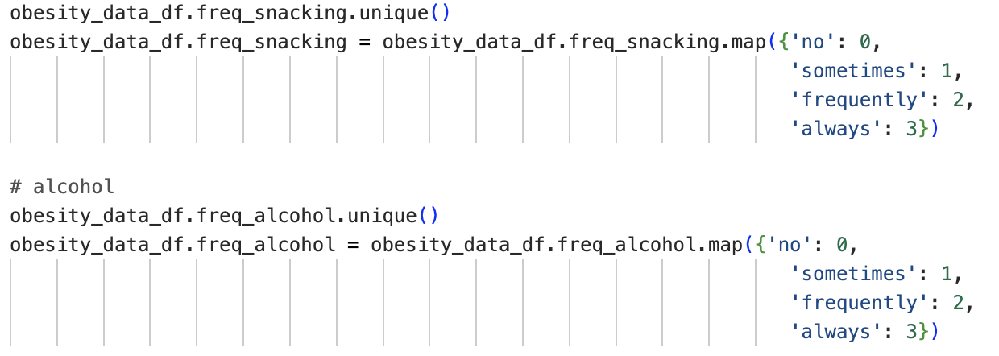 obesity_data_df.freq_snacking.unique()
obesity_data_df.freq_snacking = obesity_data_df.freq_snacking.map({'no': 0,
'sometimes': 1,
'frequently': 2,
'always': 3})
# alcohol
obesity_data_df.freq_alcohol.unique()
obesity_data_df.freq_alcohol = obesity_data_df.freq_alcohol.map({'no': 0,
'sometimes': 1,
'frequently': 2,
'always': 3})